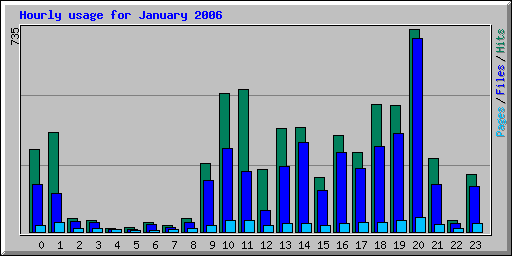 Hourly usage for January 2006
735
Pages/Files/Hits
0 1 2 3 4 5 6 7 8 9 10 11 12 13 14 15 16 17 18 19 20 21 22 23